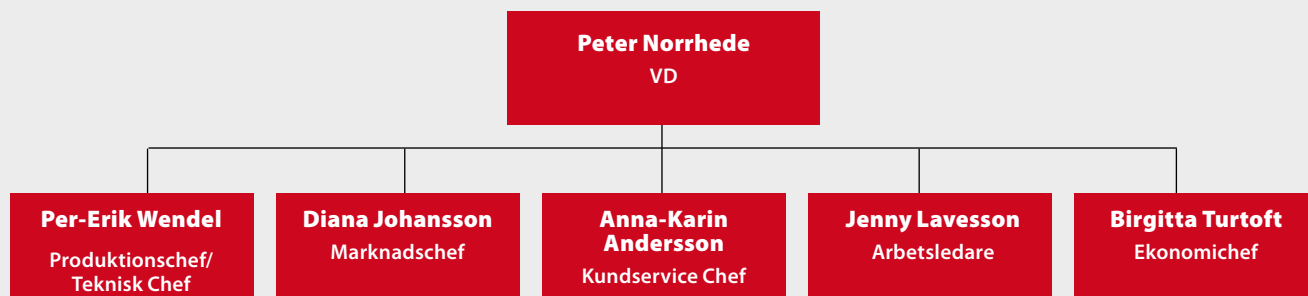 Peter Norrhede
VD
Per-Erik Wendel
Produktionschef/
Teknisk Chef
Diana Johansson
Marknadschef
Anna-Karin
Andersson
Kundservice Chef
Jenny Lavesson
Arbetsledare
Birgitta Turtoft
Ekonomichef